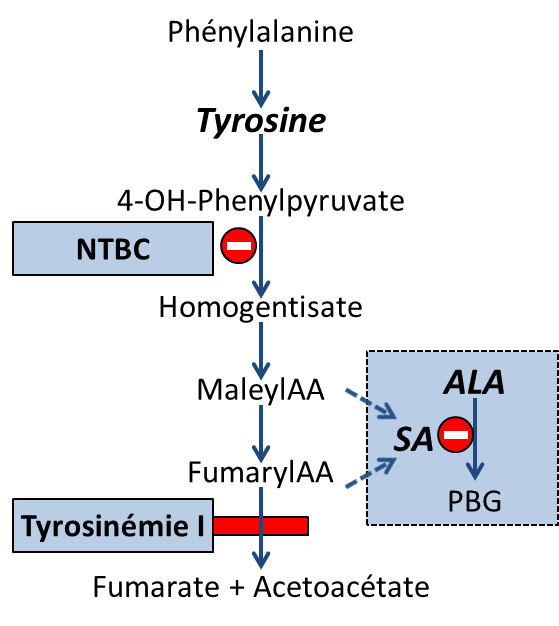 Phénylalanine
Tyrosine
4-OH-Phenylpyruvate
NTBC
Homogentisate
MaleylAA
ALA
SA
FumarylAA
PBG
Tyrosinémie I
Fumarate + Acetoacétate